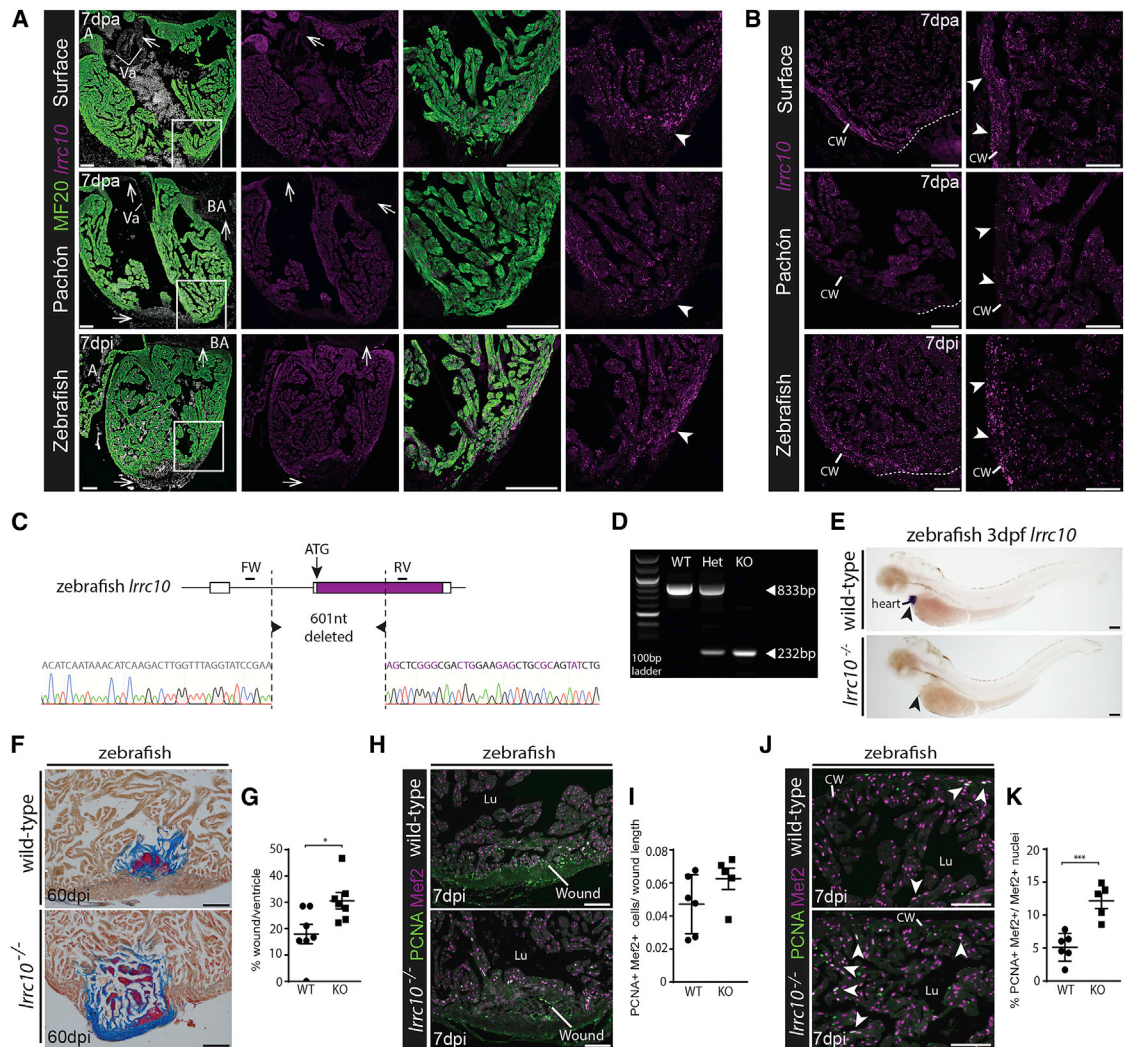 A
Surface
Pachón
Zebrafish
MF20 lrrc10
7dpa
A
Va
7dpa
Va
BA
7dpi
A
BA
B
Surface
Pachón
Zebrafish
lrrc10
7dpa
CW
CW
7dpa
CW
CW
7dpi
CW
CW
C
zebrafish lrrc10
FW
ATG
RV
601nt
deleted
ACATCAATAAACATCAAGACTTGGTTTAGGTATCCGAA
AGCTCGGGCGACTGGAAGAGCTGCGCAGTATCTG
D
WT Het KO
833bp
232bp
100bp
ladder
E
zebrafish 3dpf lrrc10
wild-type
heart
lrrc10-/-
F
zebrafish
wild-type
60dpi
lrrc10-/-
60dpi
G
% wound/ventricle
50
40
30
20
10
0
*
WT KO
H
zebrafish
wild-type
lrrc10-/-
PCNA Mef2
Lu
Wound
7dpi
Lu
Wound
7dpi
I
PCNA+ Mef2+ cells/ wound length
0.08
0.06
0.04
0.02
0.00
WT KO
J
zebrafish
wild-type
lrrc10-/-
PCNA Mef2
CW
Lu
7dpi
CW
Lu
7dpi
K
% PCNA+ Mef2+/ Mef2+ nuclei
20
15
10
5
0
***
WT KO